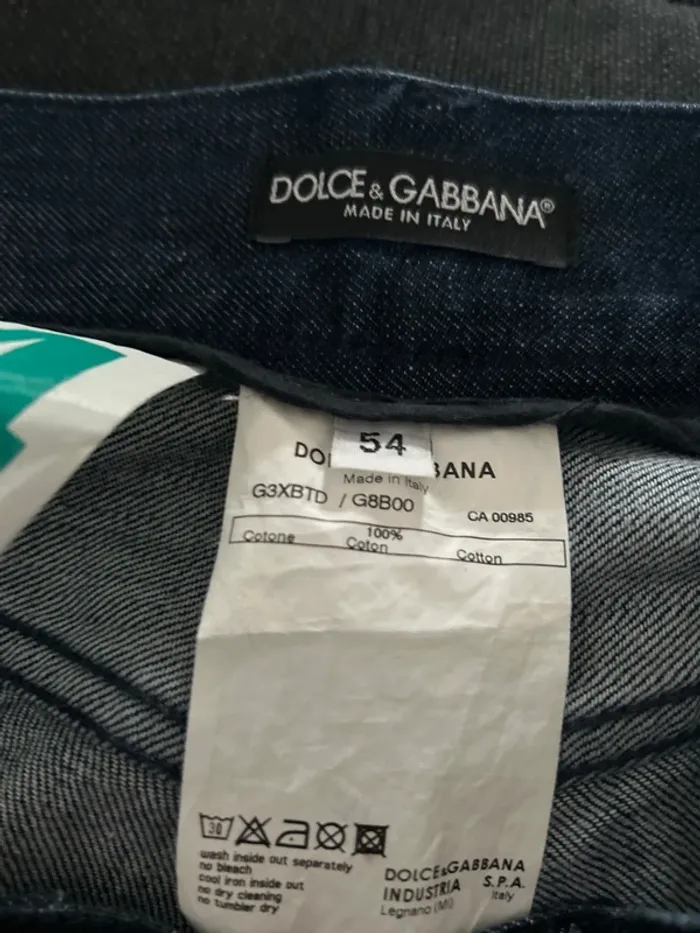 DOLCE & GABBANA®
MADE IN ITALY
54
DO BANA
Made in Italy
G3XBTD / G8B00
CA 00985
100%
Cotone Coton Cotton
30
wash inside out separately
no bleach
cool iron inside out
no dry cleaning
no tumbler dry
DOLCE&GABBANA
INDUSTRIA S.P.A.
Legnano (MI) Italy